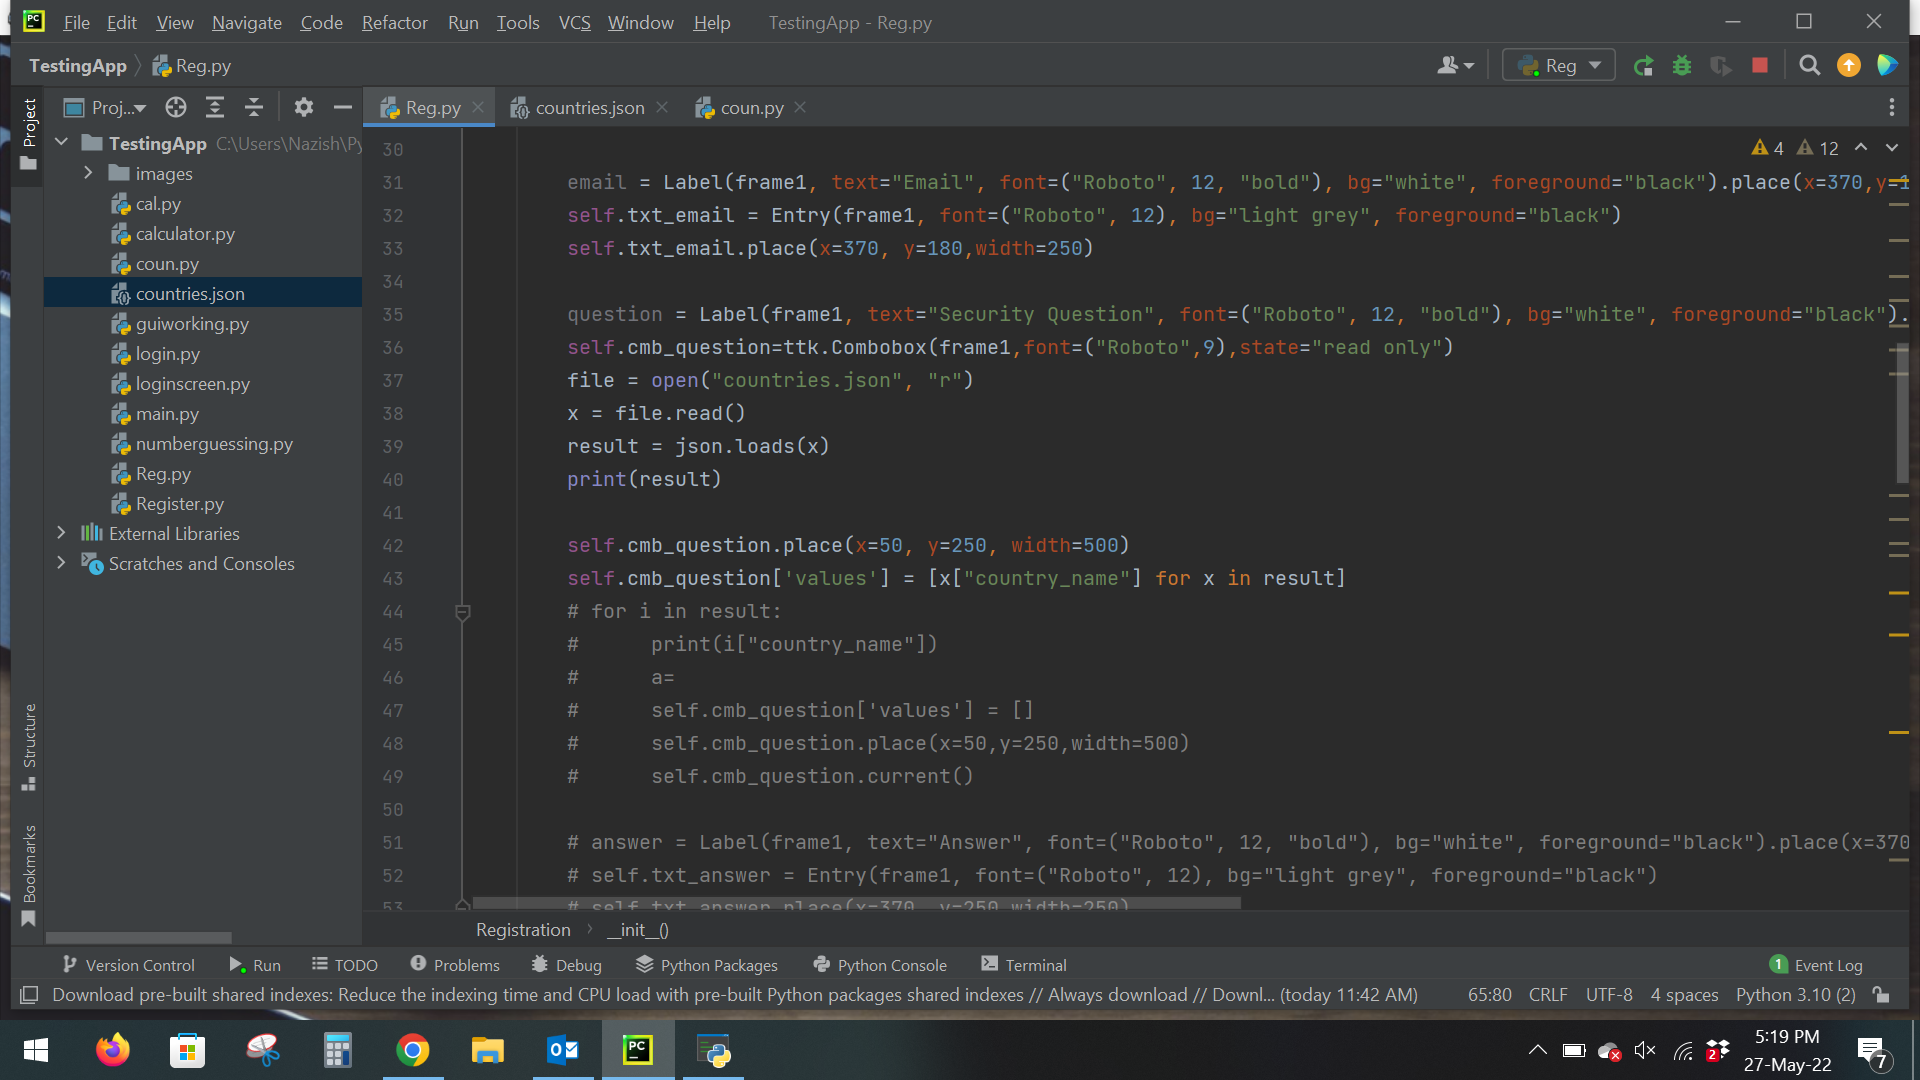 File Edit View Navigate Code Refactor Run Tools VCS Window Help TestingApp - Reg.py
TestingApp Reg.py Reg
Project Proj... Reg.py countries.json coun.py
TestingApp C:\Users\Nazish\Py
images
cal.py
calculator.py
coun.py
countries.json
guiworking.py
login.py
loginscreen.py
main.py
numberguessing.py
Reg.py
Register.py
External Libraries
Scratches and Consoles
Structure
Bookmarks
4 12
30
31 email = Label(frame1, text="Email", font=("Roboto", 12, "bold"), bg="white", foreground="black").place(x=370,y=1
32 self.txt_email = Entry(frame1, font=("Roboto", 12), bg="light grey", foreground="black")
33 self.txt_email.place(x=370, y=180,width=250)
34
35 question = Label(frame1, text="Security Question", font=("Roboto", 12, "bold"), bg="white", foreground="black").
36 self.cmb_question=ttk.Combobox(frame1,font=("Roboto",9),state="read only")
37 file = open("countries.json", "r")
38 x = file.read()
39 result = json.loads(x)
40 print(result)
41
42 self.cmb_question.place(x=50, y=250, width=500)
43 self.cmb_question['values'] = [x["country_name"] for x in result]
44 # for i in result:
45 #      print(i["country_name"])
46 #      a=
47 #      self.cmb_question['values'] = []
48 #      self.cmb_question.place(x=50,y=250,width=500)
49 #      self.cmb_question.current()
50
51 # answer = Label(frame1, text="Answer", font=("Roboto", 12, "bold"), bg="white", foreground="black").place(x=370
52 # self.txt_answer = Entry(frame1, font=("Roboto", 12), bg="light grey", foreground="black")
53 # self.txt_answer.place(x=370, y=250,width=250)
Registration __init__()
Version Control Run TODO Problems Debug Python Packages Python Console Terminal 1 Event Log
Download pre-built shared indexes: Reduce the indexing time and CPU load with pre-built Python packages shared indexes // Always download // Downl... (today 11:42 AM) 65:80 CRLF UTF-8 4 spaces Python 3.10 (2)
5:19 PM
27-May-22
2
7